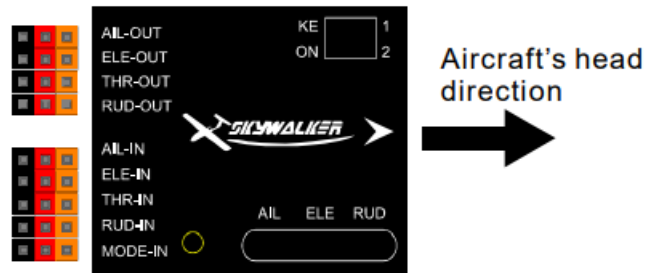 AIL-OUT
ELE-OUT
THR-OUT
RUD-OUT
AIL-IN
ELE-IN
THR-IN
RUD-IN
MODE-IN
KE 1
ON 2
SKYWALKER
AIL ELE RUD
Aircraft's head
direction